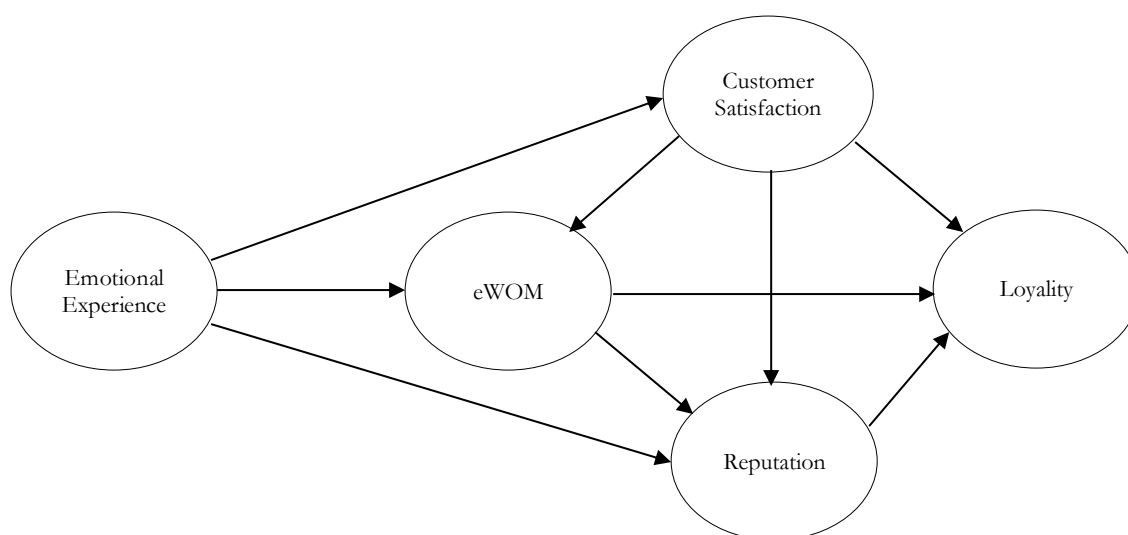 Customer
Satisfaction
Emotional
Experience
eWOM
Loyality
Reputation